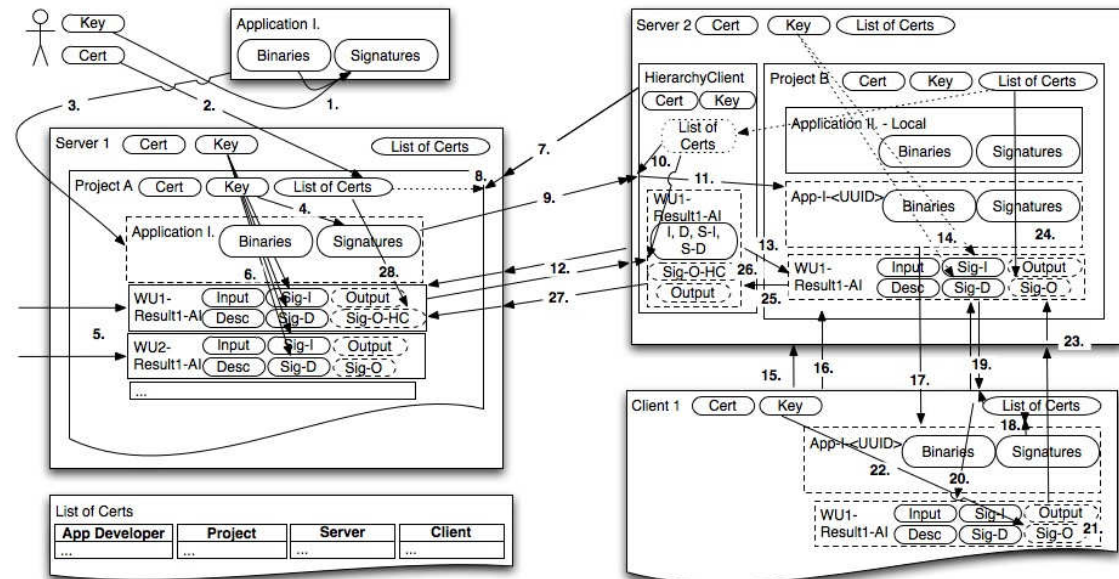 Key
Cert
Application I.
Binaries
Signatures
3.
2.
1.
Server 1
Cert
Key
List of Certs
Project A
Cert
Key
List of Certs
8.
4.
Application I.
Binaries
Signatures
6.
28.
5.
WU1-
Result1-AI
Input
Sig-I
Output
Desc
Sig-D
Sig-O-HC
WU2-
Result1-AI
Input
Sig-I
Output
Desc
Sig-D
Sig-O
...
7.
9.
12.
27.
Server 2
Cert
Key
List of Certs
HierarchyClient
Cert
Key
List of
Certs
10.
11.
WU1-
Result1-AI
I, D, S-I,
S-D
Sig-O-HC
Output
13.
26.
25.
Project B
Cert
Key
List of Certs
Application II. - Local
Binaries
Signatures
App-I-<UUID>
Binaries
Signatures
14.
24.
WU1-
Result1-AI
Input
Sig-I
Output
Desc
Sig-D
Sig-O
15.
16.
17.
19.
23.
Client 1
Cert
Key
List of Certs
18.
App-I-<UUID>
Binaries
Signatures
22.
20.
WU1-
Result1-AI
Input
Sig-I
Output
Desc
Sig-D
Sig-O
21.
List of Certs
App Developer
Project
Server
Client
...
...
...
...